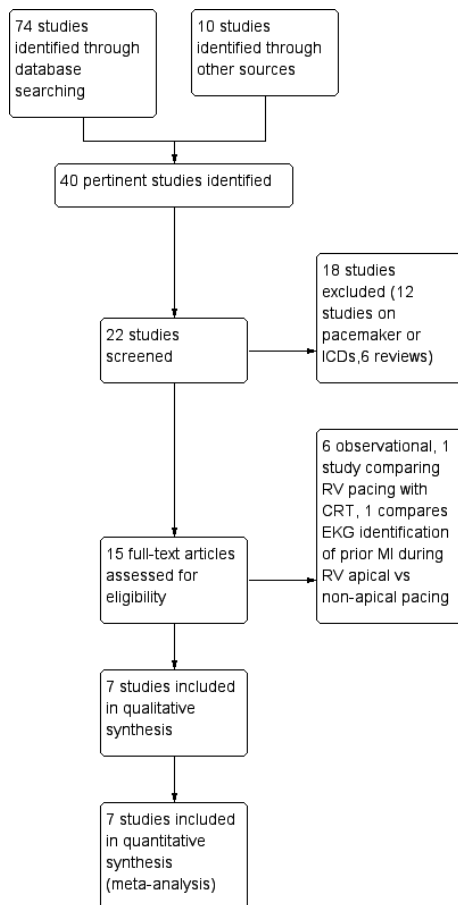 74 studies
identified through
database
searching
10 studies
identified through
other sources
40 pertinent studies identified
18 studies
excluded (12
studies on
pacemaker or
ICDs,6 reviews)
22 studies
screened
6 observational, 1
study comparing
RV pacing with
CRT, 1 compares
EKG identification
of prior MI during
RV apical vs
non-apical pacing
15 full-text articles
assessed for
eligibility
7 studies included
in qualitative
synthesis
7 studies included
in quantitative
synthesis
(meta-analysis)